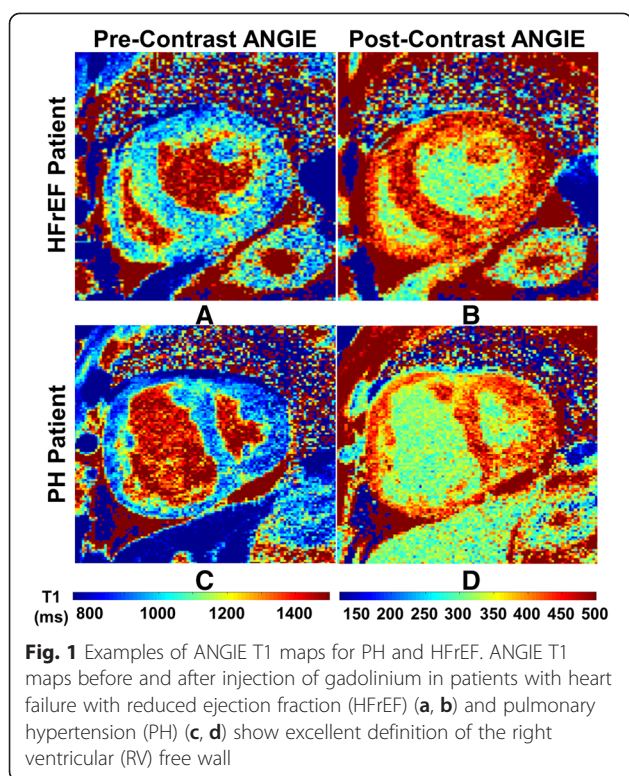 Pre-Contrast ANGIE Post-Contrast ANGIE
HFrEF Patient
A B
PH Patient
C D
T1 (ms) 800 1000 1200 1400 150 200 250 300 350 400 450 500
Fig. 1 Examples of ANGIE T1 maps for PH and HFrEF. ANGIE T1
maps before and after injection of gadolinium in patients with heart
failure with reduced ejection fraction (HFrEF) (a, b) and pulmonary
hypertension (PH) (c, d) show excellent definition of the right
ventricular (RV) free wall